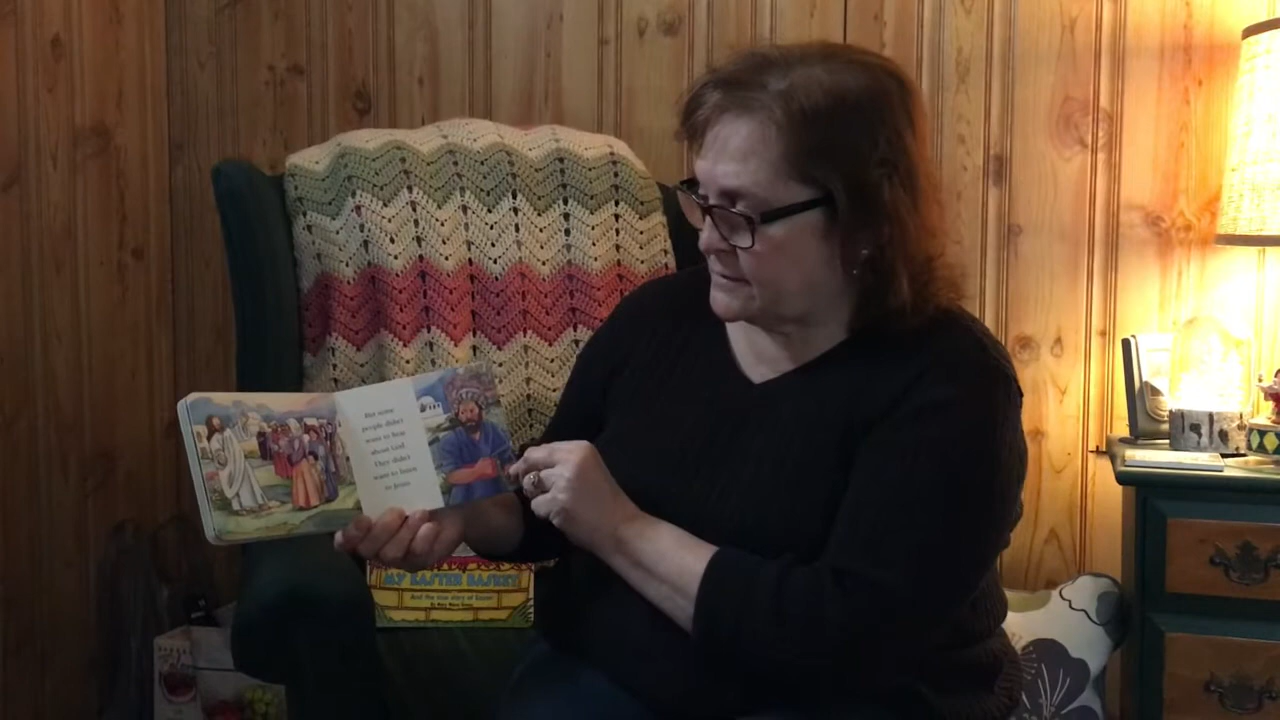 But some
people didn't
want to hear
about God.
They didn't
want to listen
to Jesus.
MY EASTER BASKET
And the true story of Easter